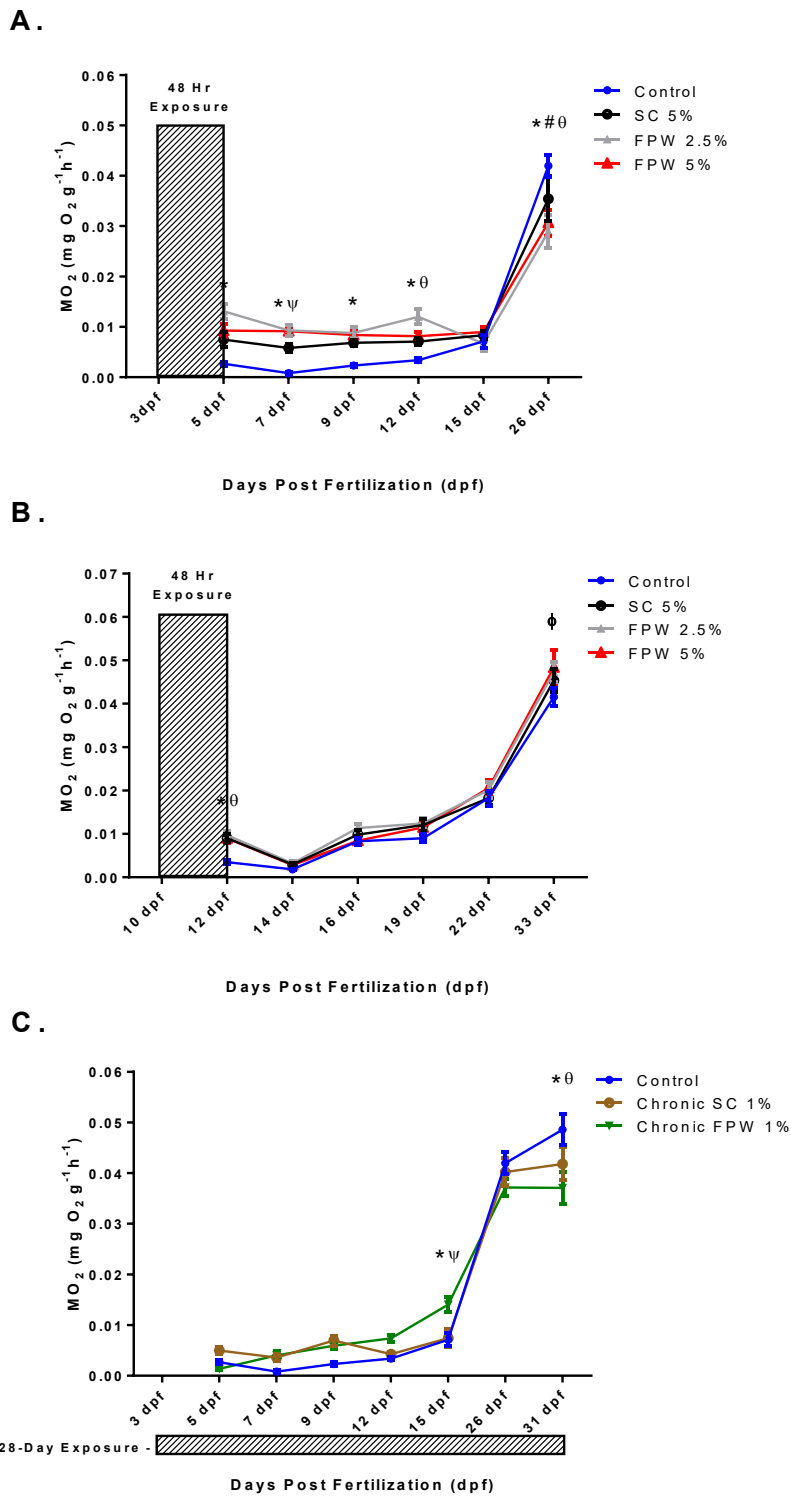 A.
48 Hr
Exposure
MO2 (mg O2 g-1h-1)
0.06
0.05
0.04
0.03
0.02
0.01
0.00
*
*ψ
*
*θ
*#θ
Control
SC 5%
FPW 2.5%
FPW 5%
3dpf
5 dpf
7 dpf
9 dpf
12 dpf
15 dpf
26 dpf
Days Post Fertilization (dpf)
B.
48 Hr
Exposure
MO2 (mg O2 g-1h-1)
0.07
0.06
0.05
0.04
0.03
0.02
0.01
0.00
*θ
ϕ
Control
SC 5%
FPW 2.5%
FPW 5%
10 dpf
12 dpf
14 dpf
16 dpf
19 dpf
22 dpf
33 dpf
Days Post Fertilization (dpf)
C.
MO2 (mg O2 g-1h-1)
0.06
0.05
0.04
0.03
0.02
0.01
0.00
*ψ
*θ
Control
Chronic SC 1%
Chronic FPW 1%
3 dpf
5 dpf
7 dpf
9 dpf
12 dpf
15 dpf
26 dpf
31 dpf
28-Day Exposure -
Days Post Fertilization (dpf)